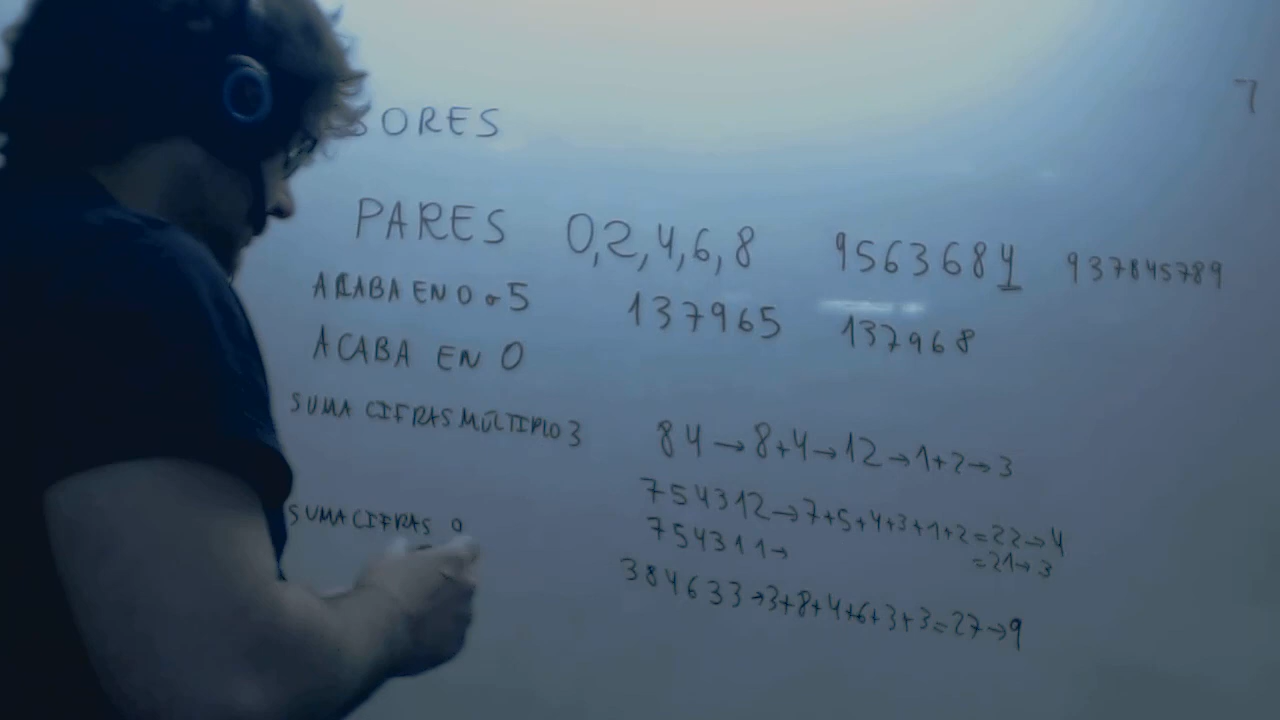 7
SORES
PARES 0,2,4,6,8 9563684 937845789
ACABA EN 0 o 5 137965 137968
ACABA EN 0
SUMA CIFRAS MÚLTIPLO 3 84→8+4→12→1+2→3
754312→7+5+4+3+1+2=22→4
SUMA CIFRAS 9 754311→ =21→3
384633→3+8+4+6+3+3=27→9